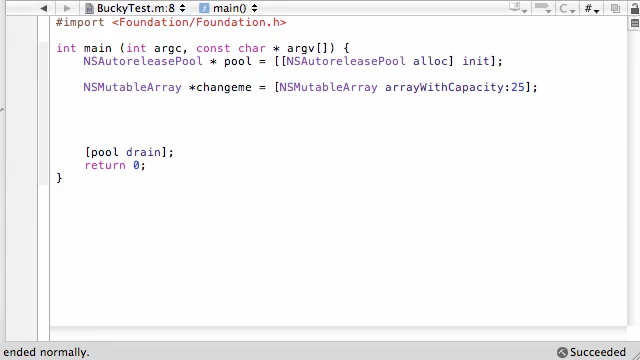 BuckyTest.m:8 main() C #
#import <Foundation/Foundation.h>
int main (int argc, const char * argv[]) {
NSAutoreleasePool * pool = [[NSAutoreleasePool alloc] init];
NSMutableArray *changeme = [NSMutableArray arrayWithCapacity:25];
[pool drain];
return 0;
}
ended normally. Succeeded